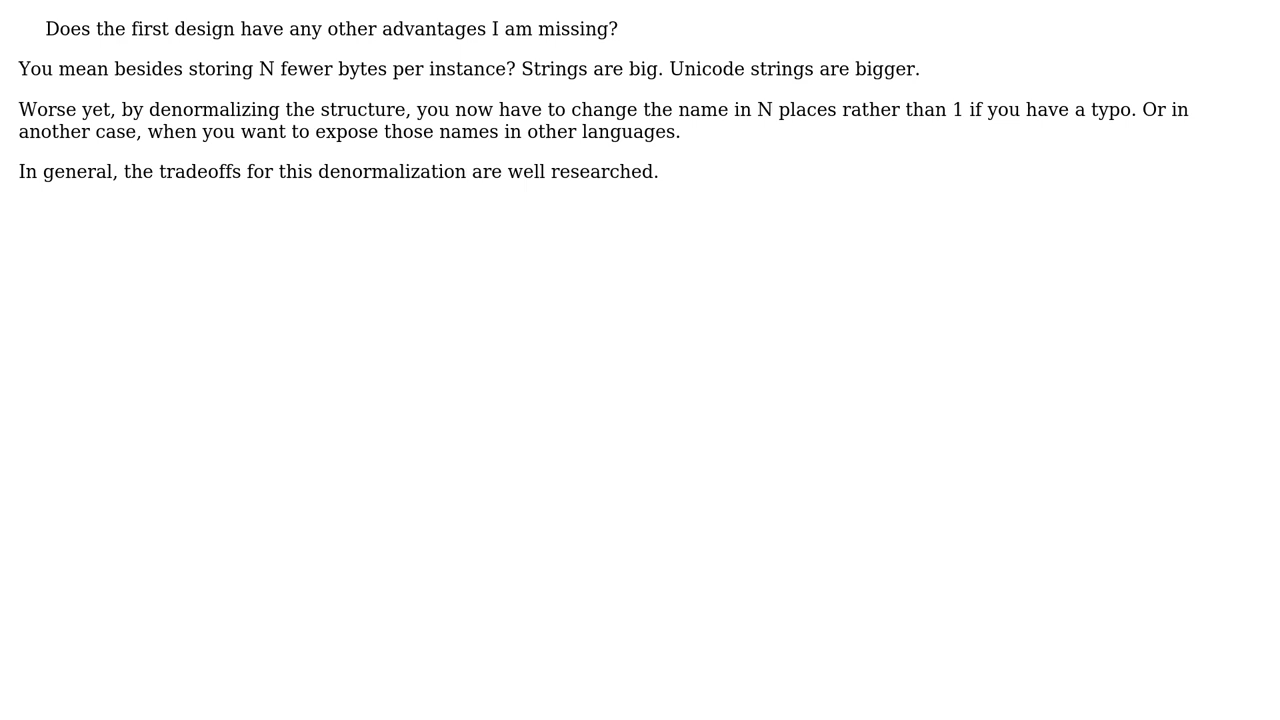 Does the first design have any other advantages I am missing?
You mean besides storing N fewer bytes per instance? Strings are big. Unicode strings are bigger.
Worse yet, by denormalizing the structure, you now have to change the name in N places rather than 1 if you have a typo. Or in
another case, when you want to expose those names in other languages.
In general, the tradeoffs for this denormalization are well researched.